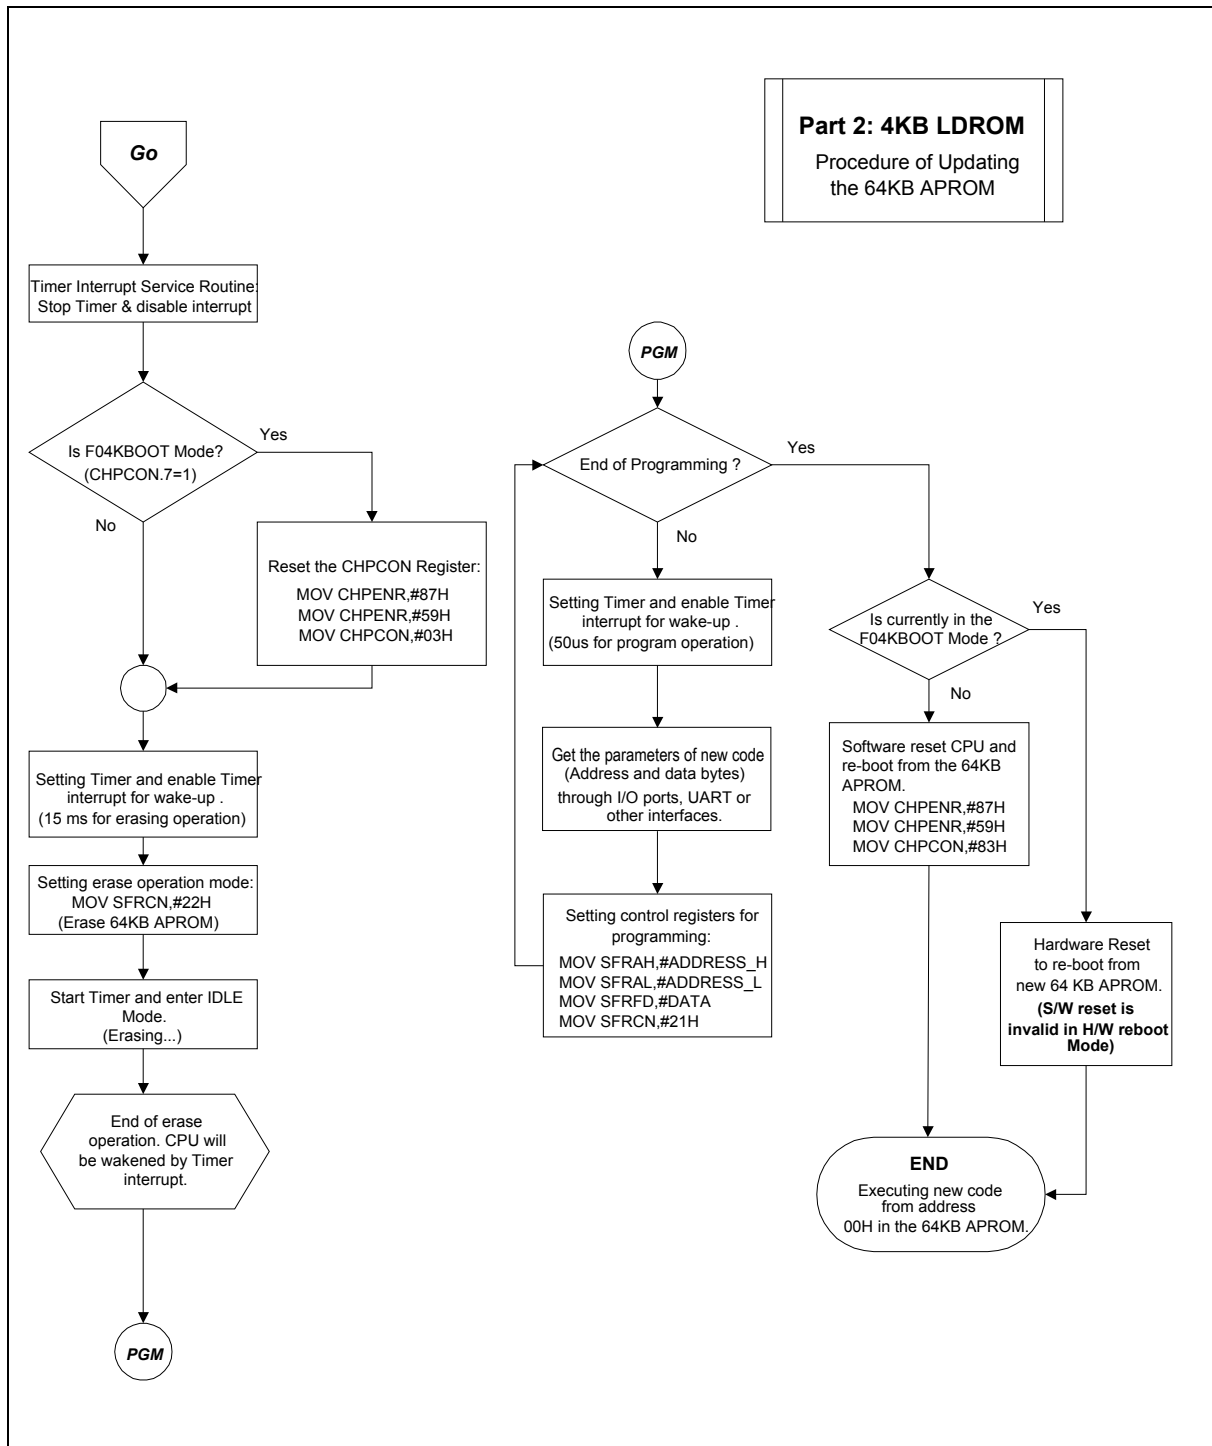 Part 2: 4KB LDROM
Procedure of Updating
the 64KB APROM
Go
Timer Interrupt Service Routine:
Stop Timer & disable interrupt
Is F04KBOOT Mode?
(CHPCON.7=1)
Yes
No
Reset the CHPCON Register:
MOV CHPENR,#87H
MOV CHPENR,#59H
MOV CHPCON,#03H
Setting Timer and enable Timer
interrupt for wake-up .
(15 ms for erasing operation)
Setting erase operation mode:
MOV SFRCN,#22H
(Erase 64KB APROM)
Start Timer and enter IDLE
Mode.
(Erasing...)
End of erase
operation. CPU will
be wakened by Timer
interrupt.
PGM
PGM
End of Programming ?
Yes
No
Setting Timer and enable Timer
interrupt for wake-up .
(50us for program operation)
Get the parameters of new code
(Address and data bytes)
through I/O ports, UART or
other interfaces.
Setting control registers for
programming:
MOV SFRAH,#ADDRESS_H
MOV SFRAL,#ADDRESS_L
MOV SFRFD,#DATA
MOV SFRCN,#21H
Is currently in the
F04KBOOT Mode ?
Yes
No
Software reset CPU and
re-boot from the 64KB
APROM.
MOV CHPENR,#87H
MOV CHPENR,#59H
MOV CHPCON,#83H
Hardware Reset
to re-boot from
new 64 KB APROM.
(S/W reset is
invalid in H/W reboot
Mode)
END
Executing new code
from address
00H in the 64KB APROM.